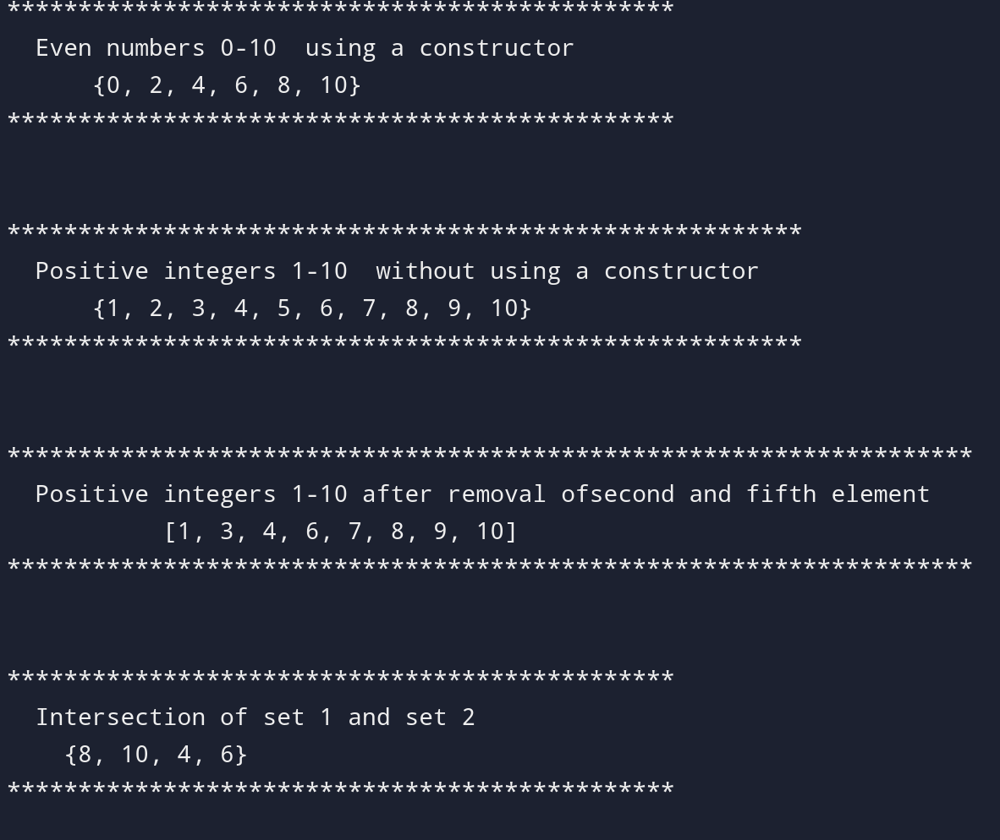 ***********************************************
  Even numbers 0-10  using a constructor
      {0, 2, 4, 6, 8, 10}
***********************************************
********************************************************
  Positive integers 1-10  without using a constructor
      {1, 2, 3, 4, 5, 6, 7, 8, 9, 10}
********************************************************
********************************************************************
  Positive integers 1-10 after removal ofsecond and fifth element
           [1, 3, 4, 6, 7, 8, 9, 10]
********************************************************************
***********************************************
  Intersection of set 1 and set 2
    {8, 10, 4, 6}
***********************************************